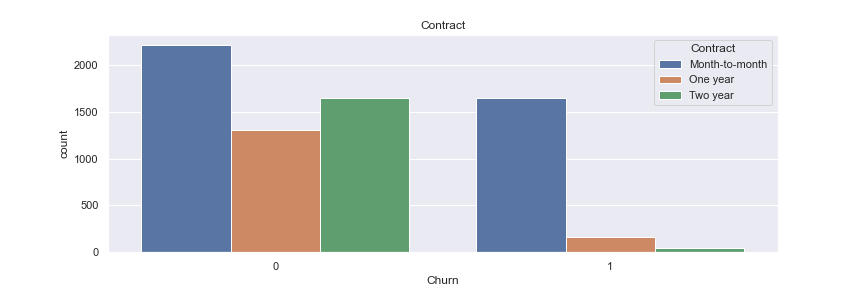 Contract
Contract
Month-to-month
One year
Two year
2000
1500
1000
500
0
count
0 1
Churn